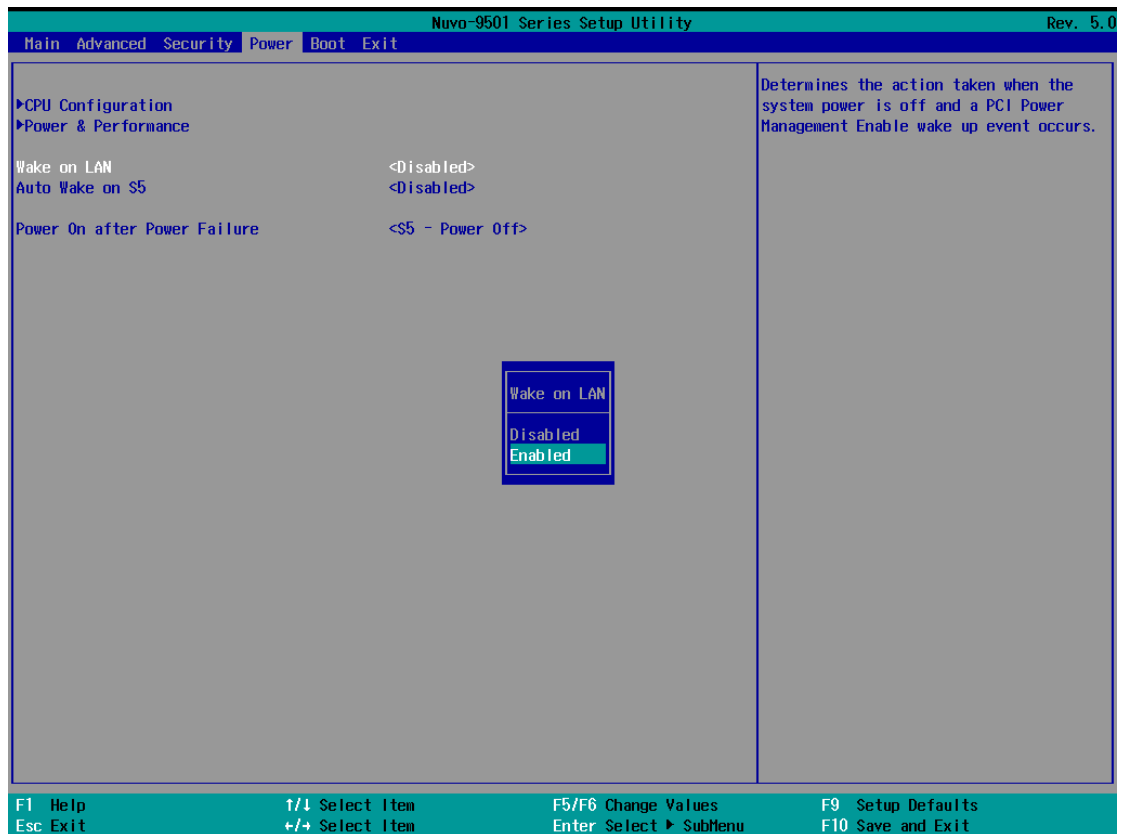 Nuvo-9501 Series Setup Utility Rev. 5.0
Main Advanced Security Power Boot Exit
▶CPU Configuration
▶Power & Performance
Wake on LAN <Disabled>
Auto Wake on S5 <Disabled>
Power On after Power Failure <S5 - Power Off>
Determines the action taken when the
system power is off and a PCI Power
Management Enable wake up event occurs.
Wake on LAN
Disabled
Enabled
F1 Help ↑/↓ Select Item F5/F6 Change Values F9 Setup Defaults
Esc Exit ←/→ Select Item Enter Select ▶ SubMenu F10 Save and Exit